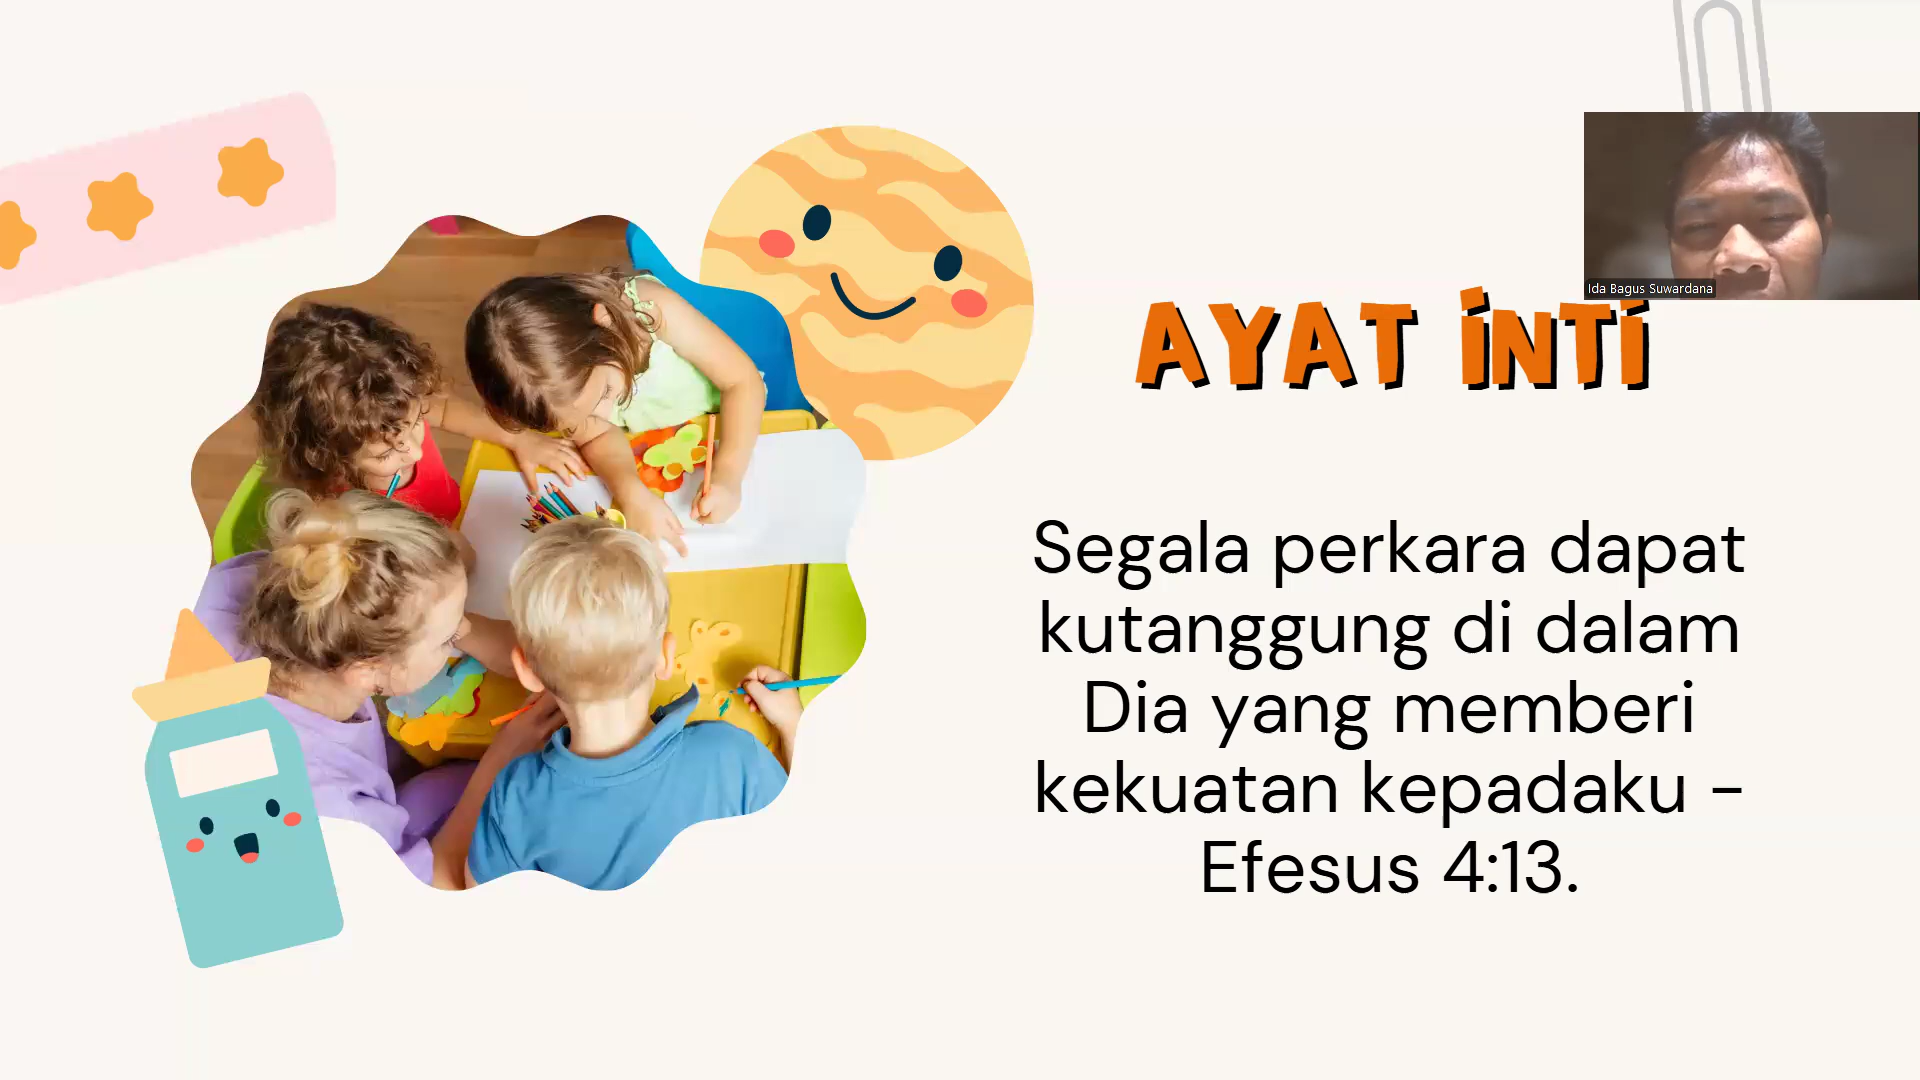 Ida Bagus Suwardana
AYAT INTI
Segala perkara dapat
kutanggung di dalam
Dia yang memberi
kekuatan kepadaku -
Efesus 4:13.